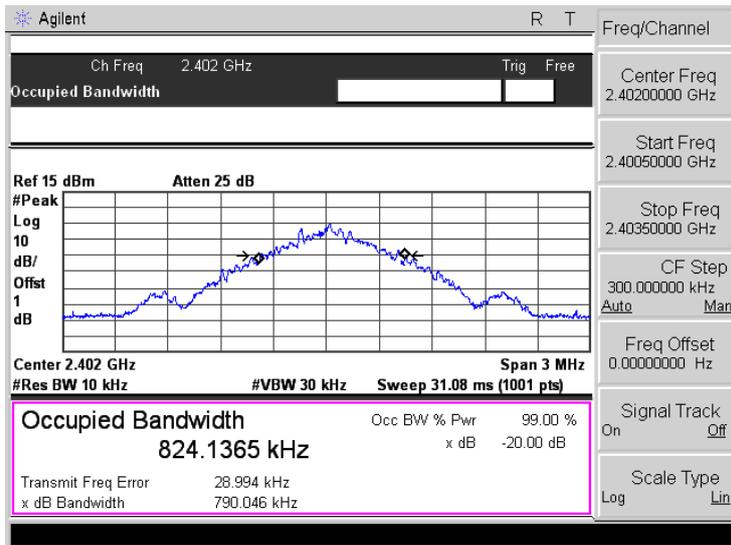 Agilent R T
Freq/Channel
Ch Freq 2.402 GHz Trig Free
Occupied Bandwidth
Center Freq
2.40200000 GHz
Start Freq
2.40050000 GHz
Stop Freq
2.40350000 GHz
CF Step
300.000000 kHz
Auto Man
Freq Offset
0.00000000 Hz
Signal Track
On Off
Scale Type
Log Lin
Ref 15 dBm Atten 25 dB
#Peak
Log
10
dB/
Offst
1
dB
Center 2.402 GHz Span 3 MHz
#Res BW 10 kHz #VBW 30 kHz Sweep 31.08 ms (1001 pts)
Occupied Bandwidth Occ BW % Pwr 99.00 %
824.1365 kHz x dB -20.00 dB
Transmit Freq Error 28.994 kHz
x dB Bandwidth 790.046 kHz